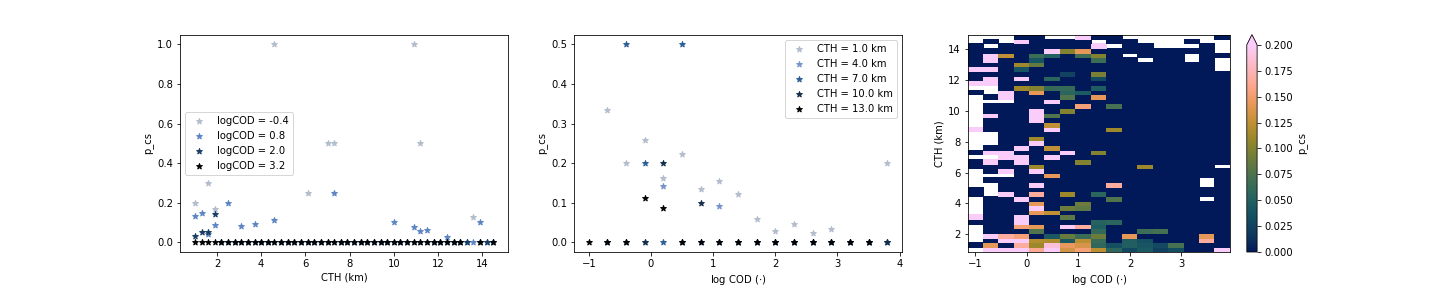 1.0
0.8
0.6
0.4
0.2
0.0
p_cs
logCOD = -0.4
logCOD = 0.8
logCOD = 2.0
logCOD = 3.2
2 4 6 8 10 12 14
CTH (km)
0.5
0.4
0.3
0.2
0.1
0.0
p_cs
CTH = 1.0 km
CTH = 4.0 km
CTH = 7.0 km
CTH = 10.0 km
CTH = 13.0 km
−1 0 1 2 3 4
log COD (·)
14
12
10
8
6
4
2
CTH (km)
−1 0 1 2 3
log COD (·)
0.200
0.175
0.150
0.125
0.100
0.075
0.050
0.025
0.000
p_cs